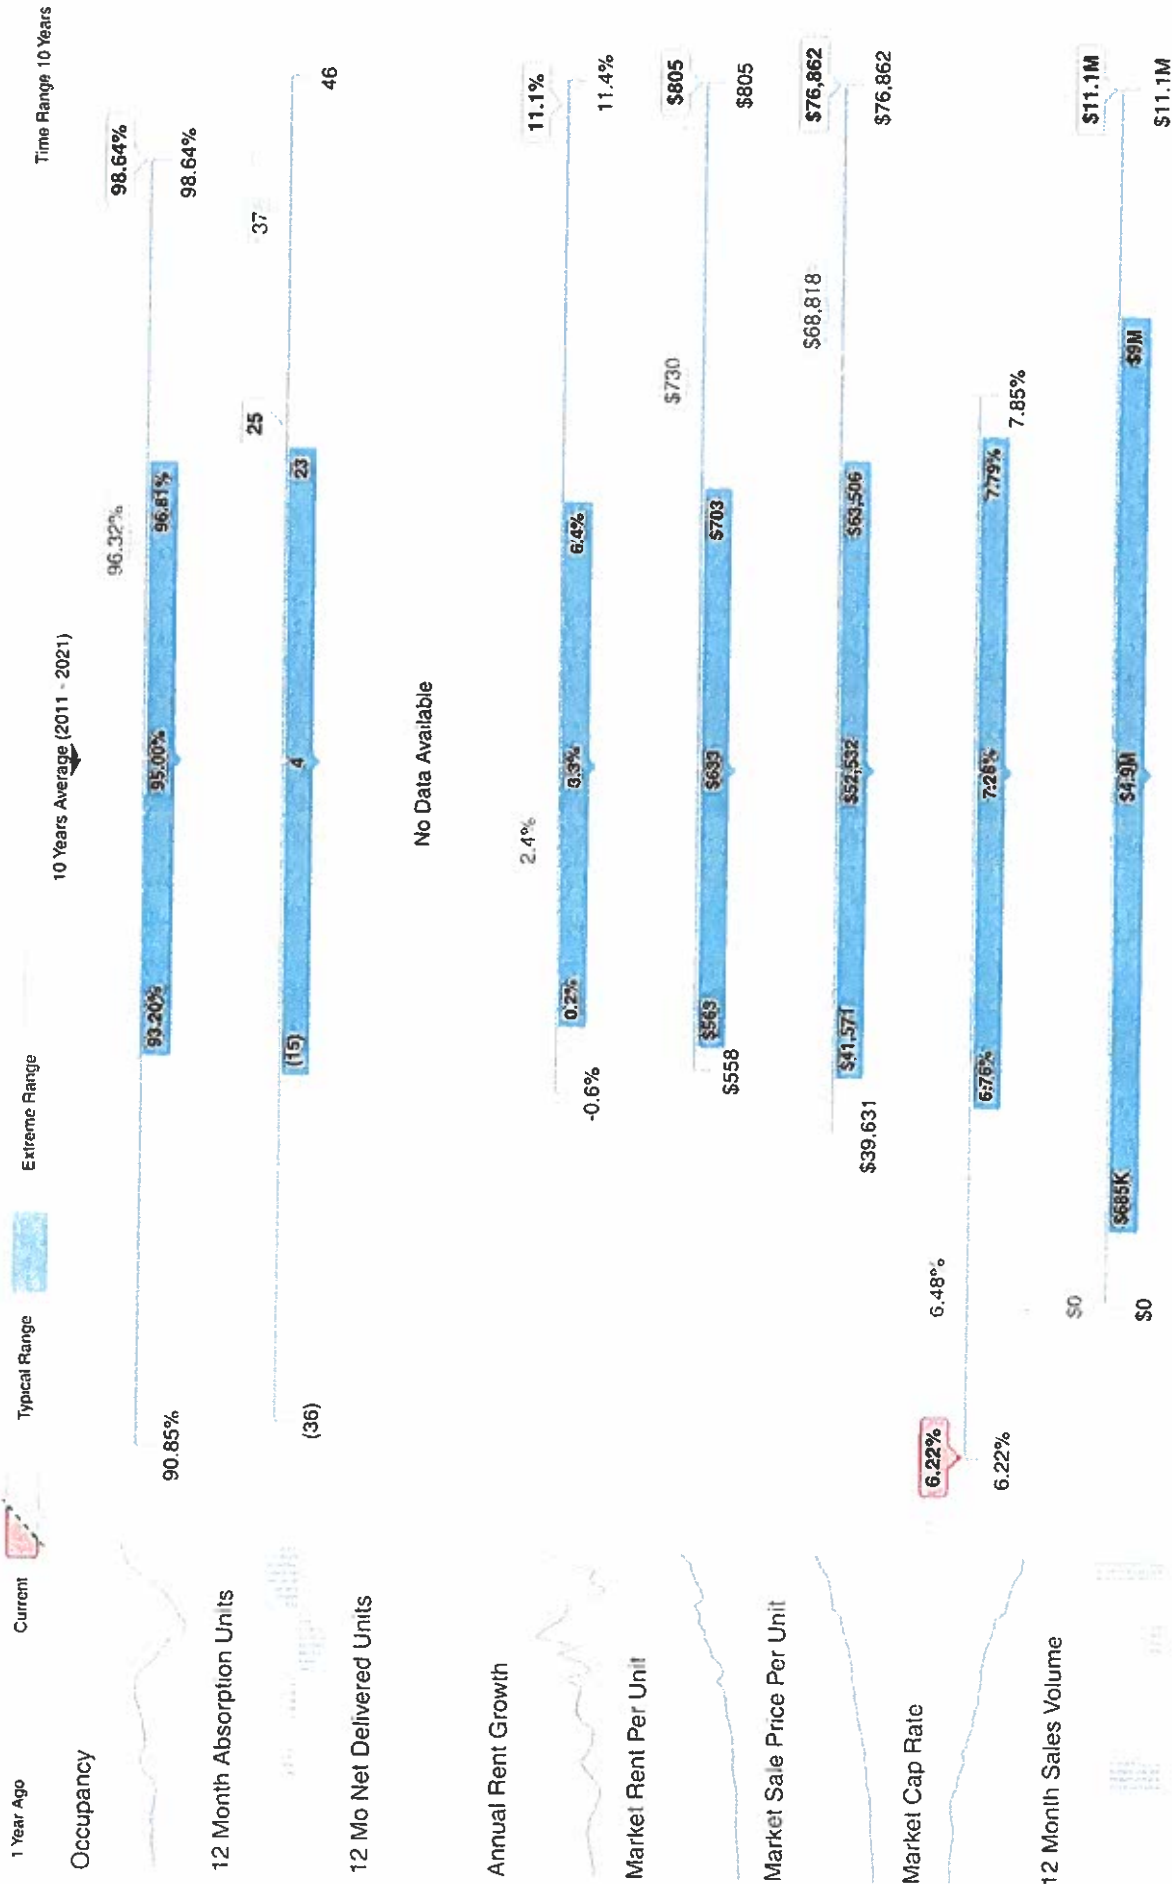 1 Year Ago Current Typical Range Extreme Range Time Range 10 Years
10 Years Average (2011 - 2021)
Occupancy
96.32% 98.64%
93.20% 95.00% 96.81%
90.85% 98.64%
12 Month Absorption Units
25 37
(15) 4 23
(36) 46
12 Mo Net Delivered Units
No Data Available
Annual Rent Growth
2.4% 11.1%
0.2% 3.3% 6.4%
-0.6% 11.4%
Market Rent Per Unit
$730 $805
$563 $633 $703
$558 $805
Market Sale Price Per Unit
$68,818 $76,862
$41,571 $52,532 $63,506
$39,631 $76,862
Market Cap Rate
6.22% 6.48%
6.76% 7.28% 7.79%
6.22% 7.85%
12 Month Sales Volume
$0 $11.1M
$685K $4.9M $9M
$0 $11.1M